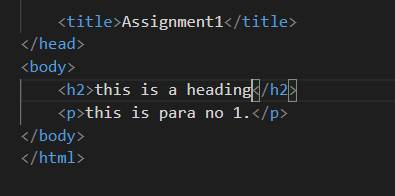 <title>Assignment1</title>
</head>
<body>
<h2>this is a heading</h2>
<p>this is para no 1.</p>
</body>
</html>